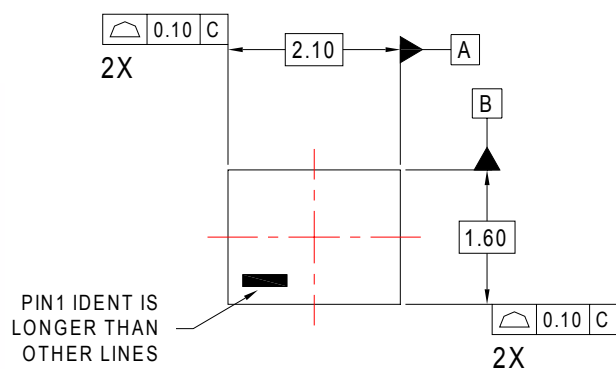 0.10 C
2X
2.10
A
B
1.60
PIN1 IDENT IS
LONGER THAN
OTHER LINES
0.10 C
2X